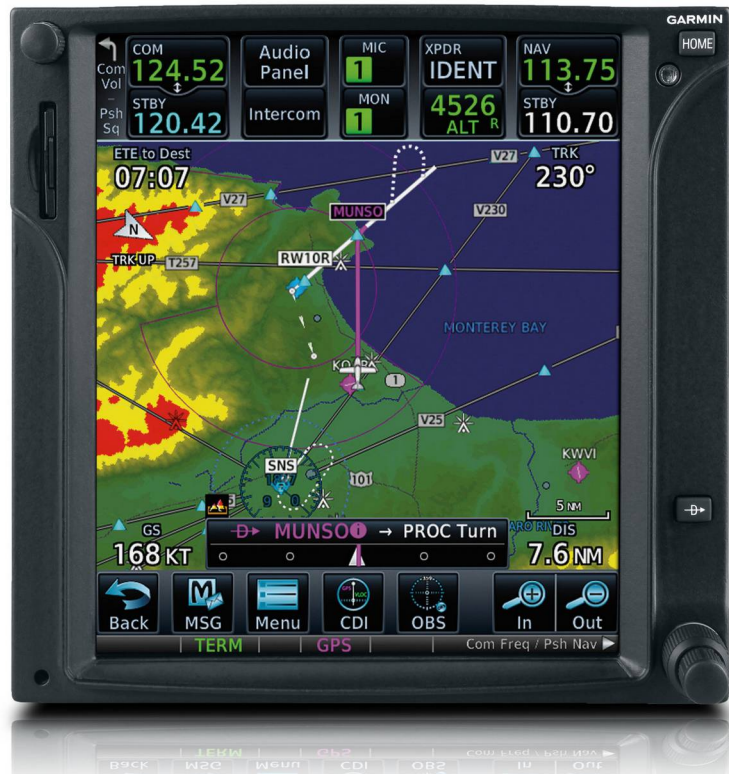 GARMIN
HOME
Com
Vol
Psh
Sq
COM
124.52
STBY
120.42
Audio
Panel
Intercom
MIC
1
MON
1
XPDR
IDENT
4526
ALT R
NAV
113.75
STBY
110.70
ETE to Dest
07:07
TRK
230°
V27
V27
MUNSO
V230
N
TRK UP
T257
RW10R
MONTEREY BAY
1
V25
KWVI
SNS
101
5 NM
GS
168 KT
D MUNSO i → PROC Turn
DIS
7.6 NM
Back
MSG
Menu
CDI
GPS
VLOC
OBS
In
Out
TERM
GPS
Com Freq / Psh Nav